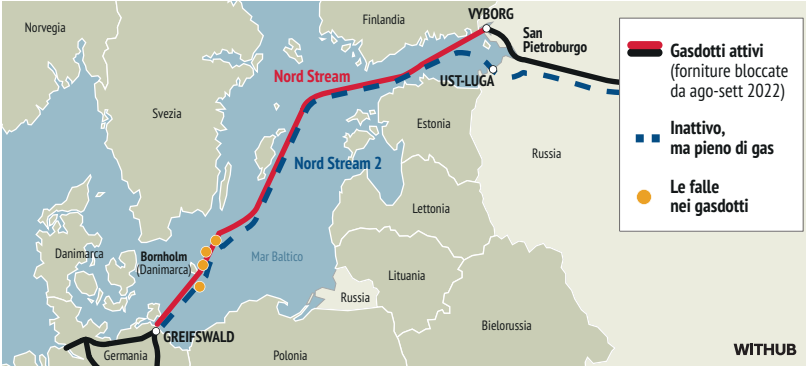 Norvegia
Finlandia
VYBORG
San
Pietroburgo
Nord Stream
UST-LUGA
Svezia
Estonia
Russia
Nord Stream 2
Lettonia
Danimarca
Bornholm
(Danimarca)
Mar Baltico
Lituania
Russia
GREIFSWALD
Bielorussia
Germania
Polonia
Gasdotti attivi
(forniture bloccate
da ago-sett 2022)
Inattivo,
ma pieno di gas
Le falle
nei gasdotti
WITHUB